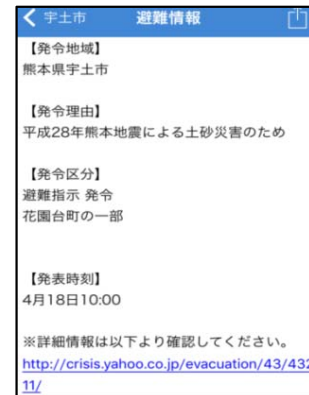 宇土市 避難情報
【発令地域】
熊本県宇土市
【発令理由】
平成28年熊本地震による土砂災害のため
【発令区分】
避難指示 発令
花園台町の一部
【発表時刻】
4月18日10:00
※詳細情報は以下より確認してください。
http://crisis.yahoo.co.jp/evacuation/43/432
11/